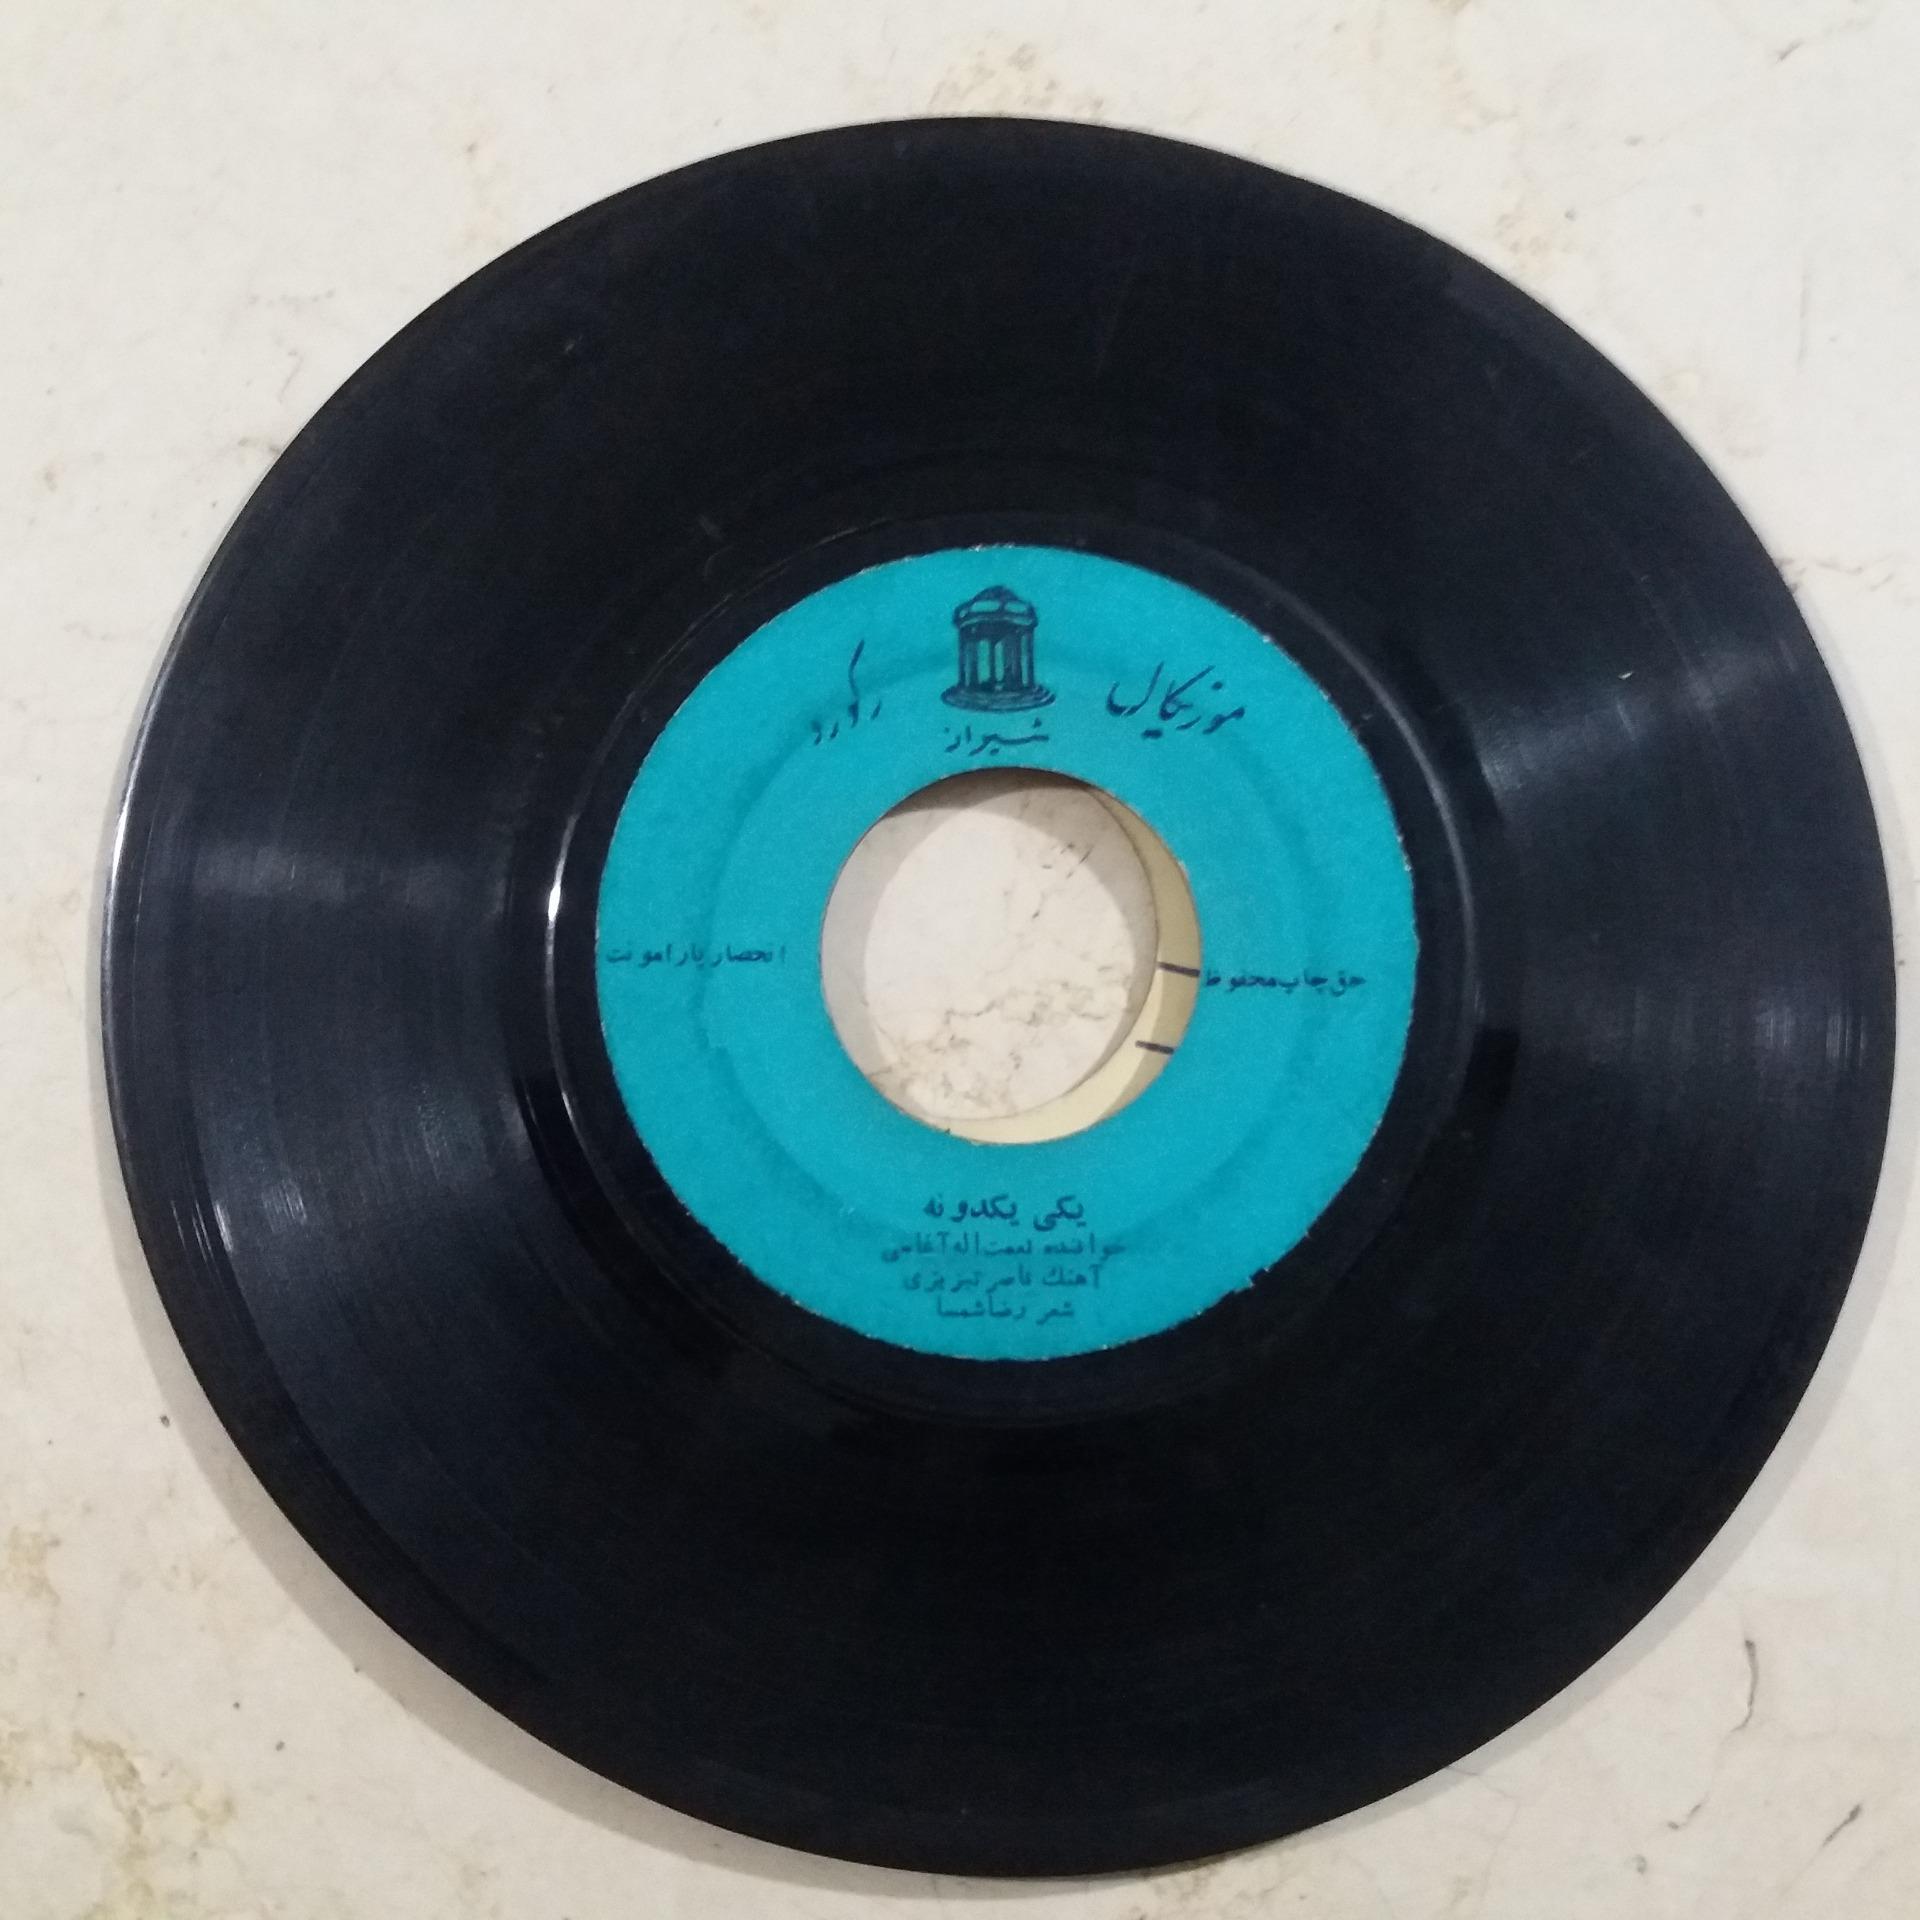 موزیکال رکورد
شیراز
حق چاپ محفوظ
انحصار پارامونت
یکی یکدونه
خواننده نعمت اله آغاسی
آهنگ ناصر تبریزی
شعر رضا شمسا